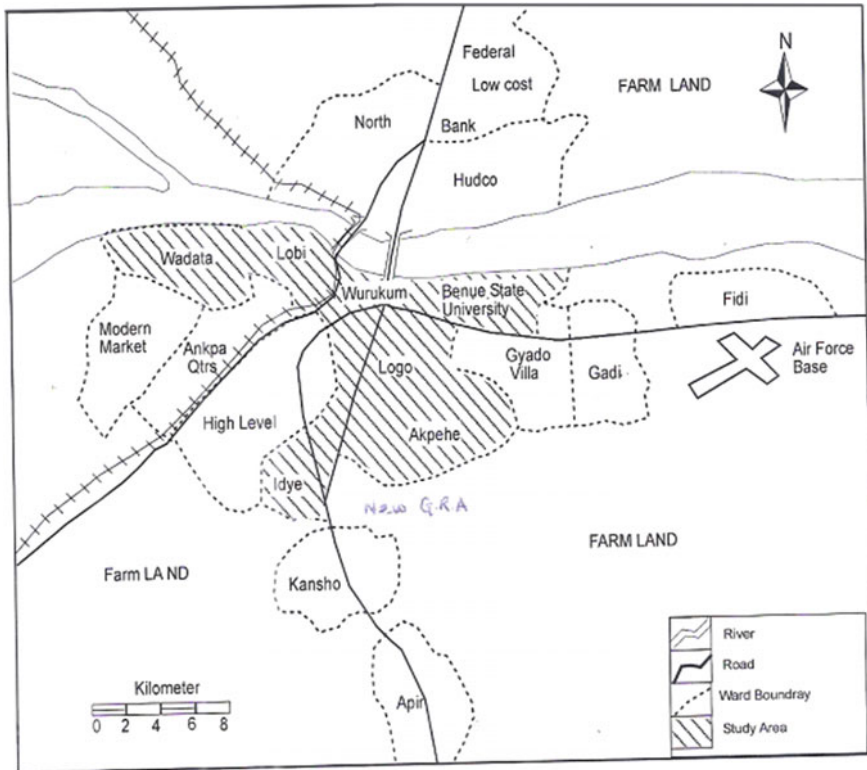 Federal
Low cost
FARM LAND
N
North
Bank
Hudco
Wadata
Lobi
Wurukum
Benue State
University
Fidi
Modern
Market
Ankpa
Qtrs
Logo
Gyado
Villa
Gadi
Air Force
Base
High Level
Akpehe
Idye
New G.R.A
FARM LAND
Farm LA ND
Kansho
Apir
Kilometer
0 2 4 6 8
River
Road
Ward Boundray
Study Area